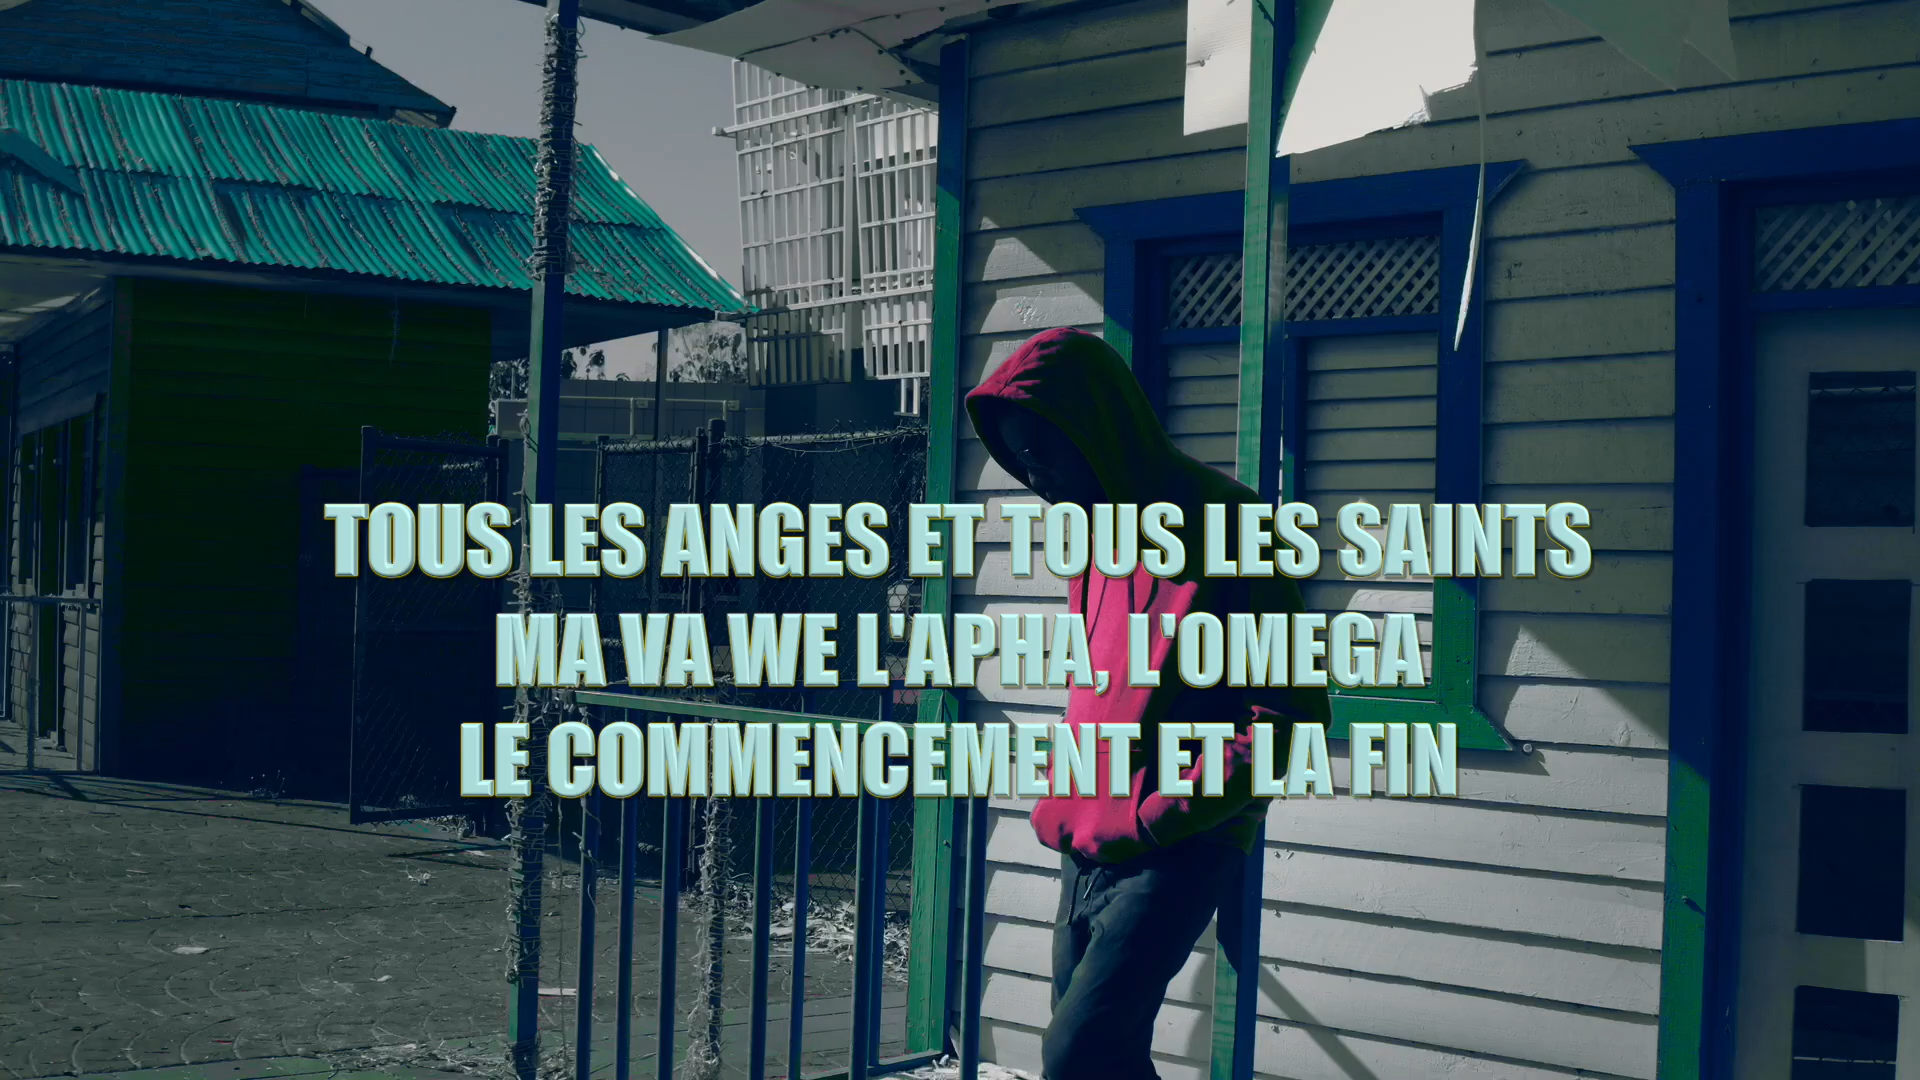 TOUS LES ANGES ET TOUS LES SAINTS
MA VA WE L'APHA, L'OMEGA
LE COMMENCEMENT ET LA FIN